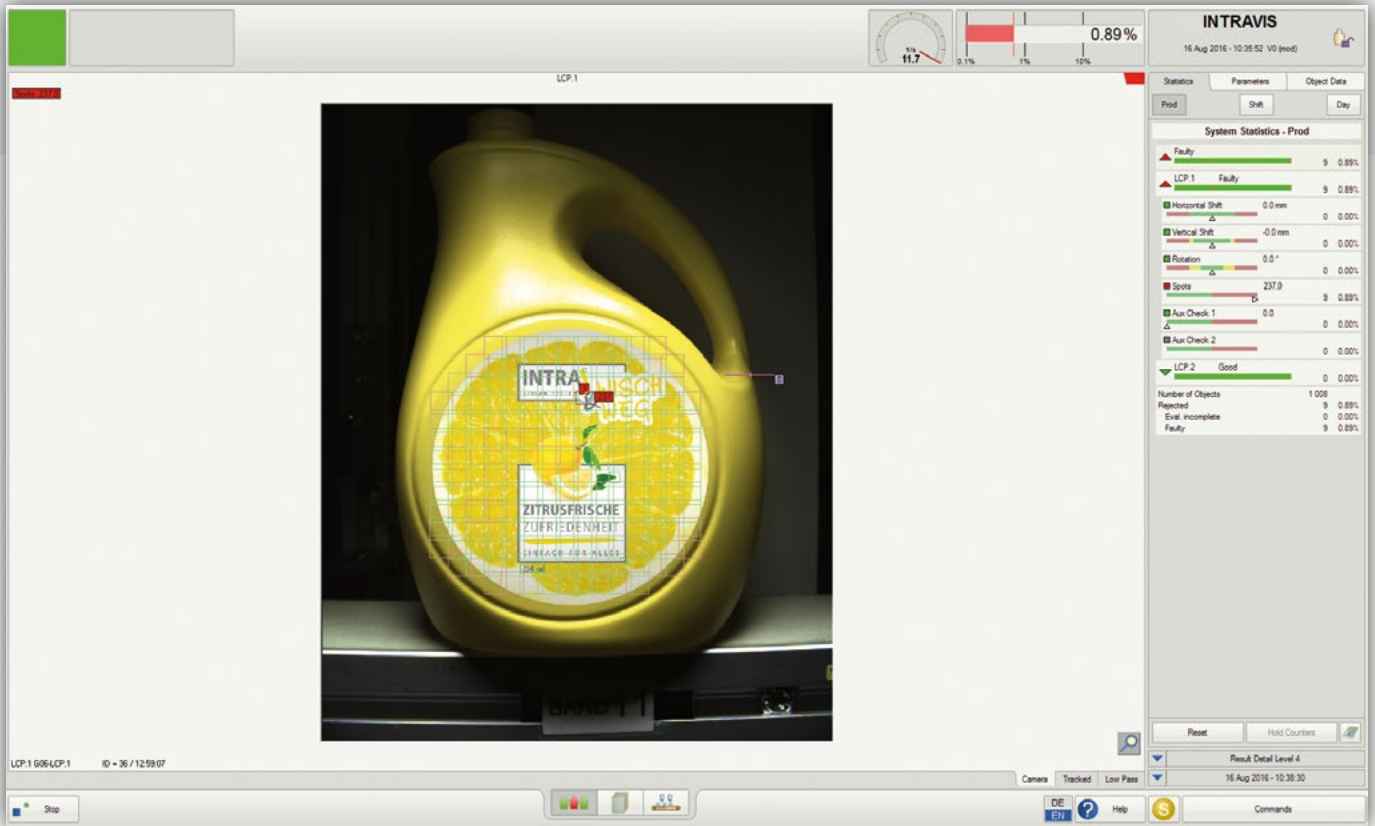 0.89%
1/s
11.7
0.1% 1% 10%
INTRAVIS
16 Aug 2016 - 10:35:52 V0 (mod)
LCP.1
Spots 237.0
Statistics Parameters Object Data
Prod Shift Day
System Statistics - Prod
Faulty
9 0.89%
LCP.1 Faulty
9 0.89%
Horizontal Shift 0.0 mm
0 0.00%
Vertical Shift -0.0 mm
0 0.00%
Rotation 0.0 °
0 0.00%
Spots 237.0
9 0.89%
Aux Check 1 0.0
0 0.00%
Aux Check 2
0 0.00%
LCP.2 Good
0 0.00%
Number of Objects 1 008
Rejected 9 0.89%
Eval. incomplete 0 0.00%
Faulty 9 0.89%
INTRA
WISCH
WEG
ZITRUSFRISCHE
ZUFRIEDENHEIT
EINFACH FÜR ALLES
BAND 11
Reset Hold Counters
Result Detail Level 4
16 Aug 2016 - 10:38:30
LCP.1 G06-LCP.1 ID = 36 / 12:59:07
Camera Tracked Low Pass
Stop
DE
EN
Help
S
Commands